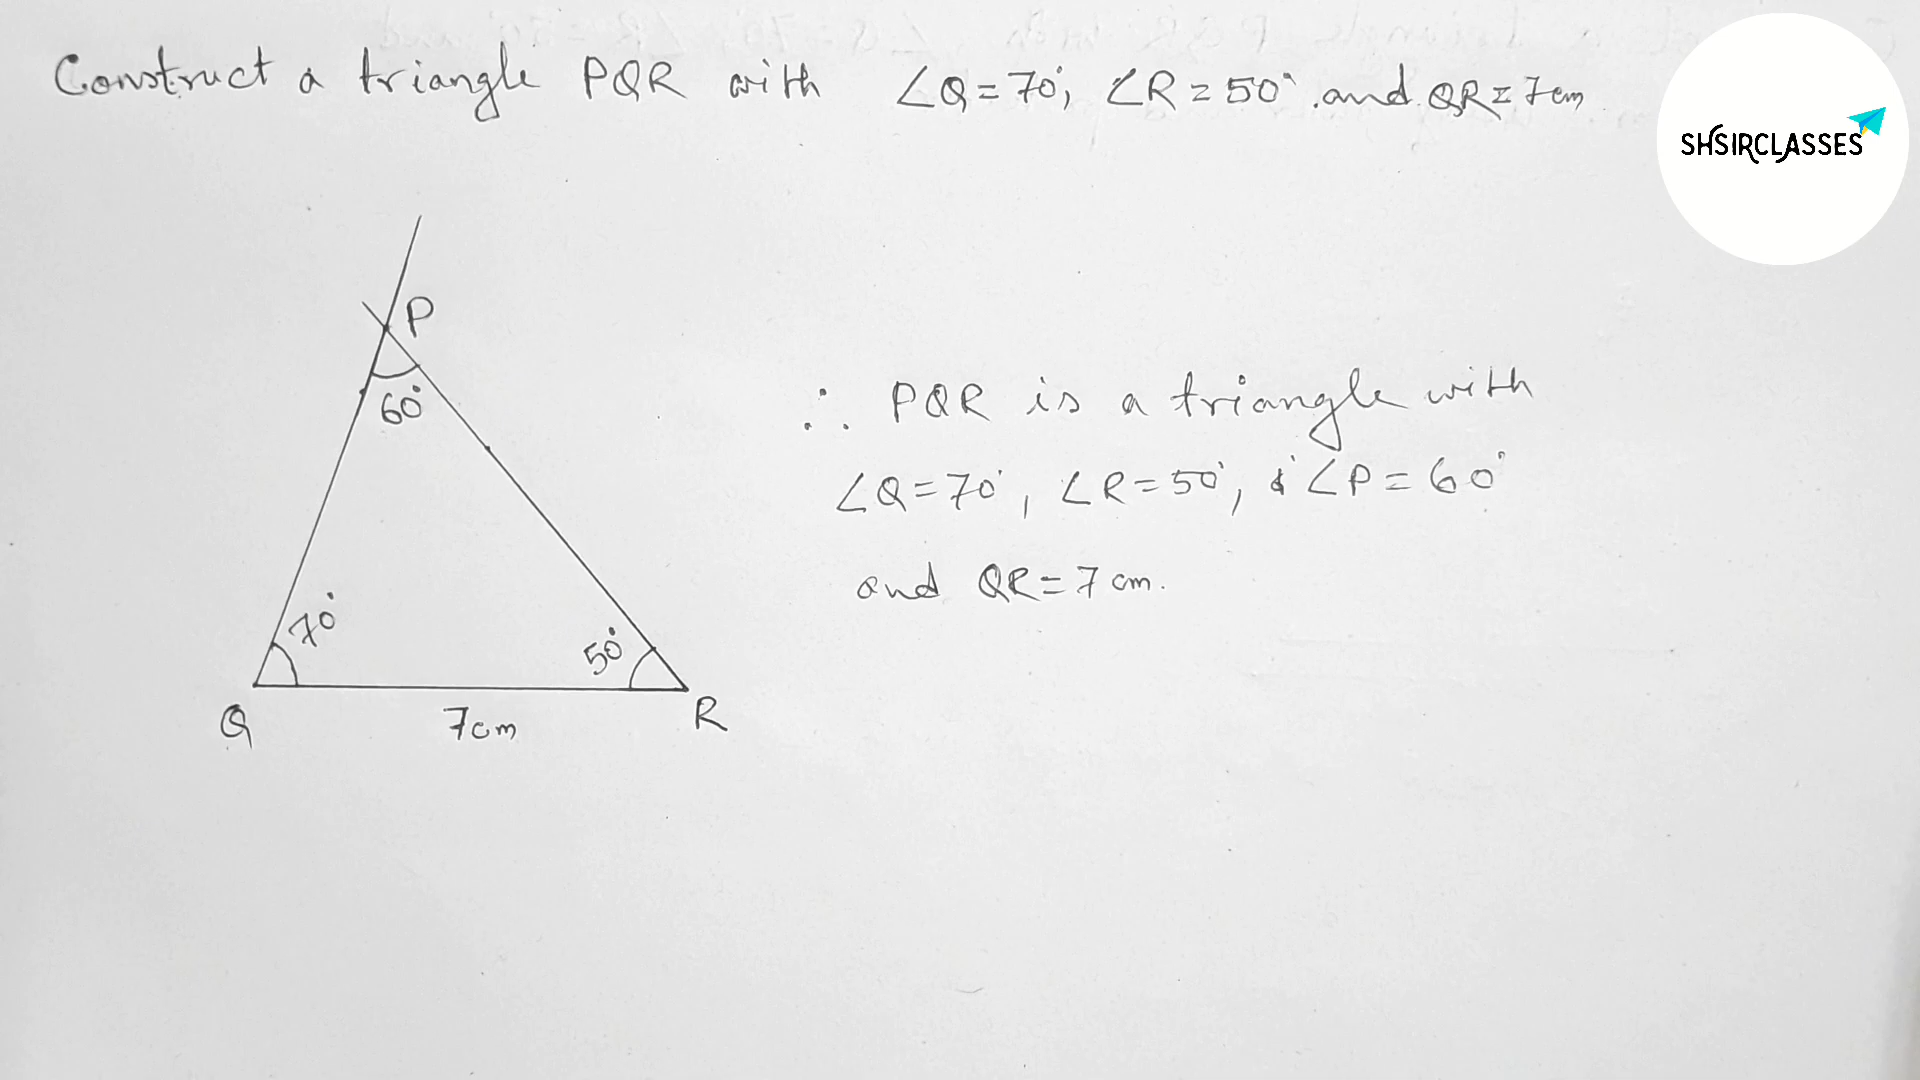 Construct a triangle PQR with ∠Q = 70°, ∠R = 50° and QR = 7cm
SHSIRCLASSES
P
60°
∴ PQR is a triangle with
∠Q = 70°, ∠R = 50°, & ∠P = 60°
and QR = 7 cm.
70°
50°
Q
7cm
R